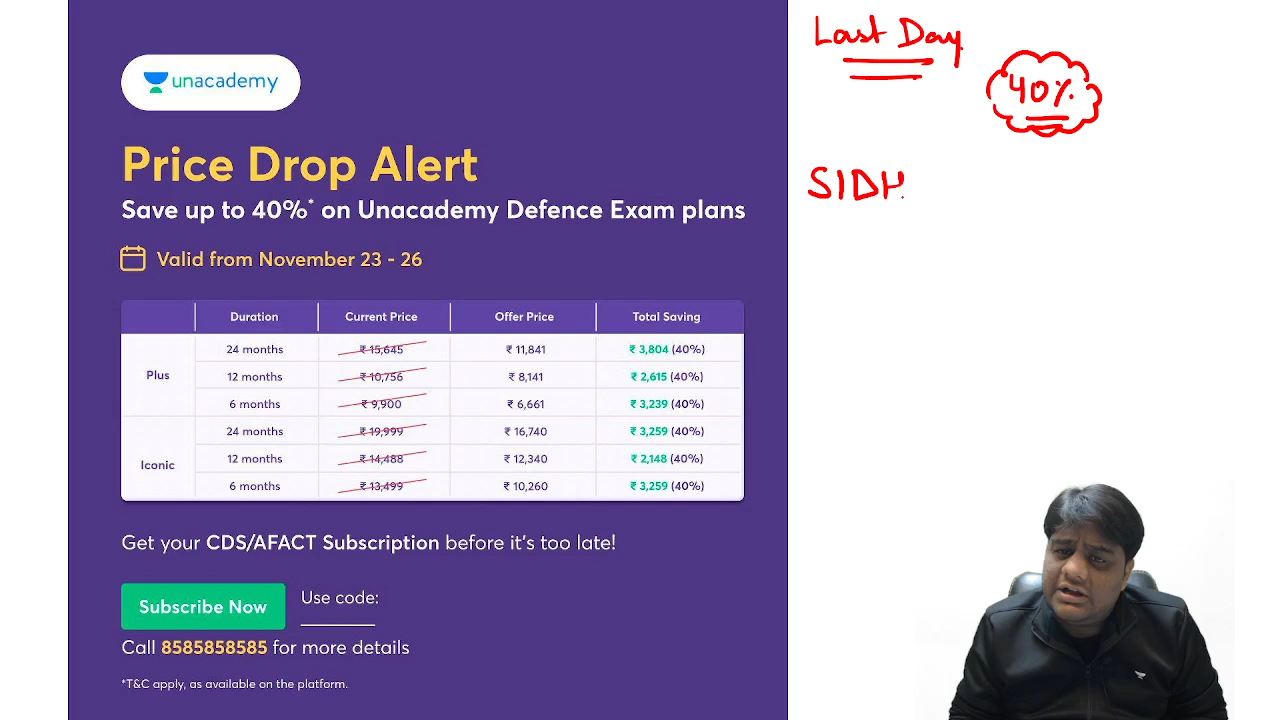 unacademy
Price Drop Alert
Save up to 40%* on Unacademy Defence Exam plans
Valid from November 23 - 26
Duration Current Price Offer Price Total Saving
Plus
24 months ₹ 15,645 ₹ 11,841 ₹ 3,804 (40%)
12 months ₹ 10,756 ₹ 8,141 ₹ 2,615 (40%)
6 months ₹ 9,900 ₹ 6,661 ₹ 3,239 (40%)
Iconic
24 months ₹ 19,999 ₹ 16,740 ₹ 3,259 (40%)
12 months ₹ 14,488 ₹ 12,340 ₹ 2,148 (40%)
6 months ₹ 13,499 ₹ 10,260 ₹ 3,259 (40%)
Get your CDS/AFACT Subscription before it's too late!
Subscribe Now
Use code:
Call 8585858585 for more details
*T&C apply, as available on the platform.
Last Day
40%
SIDH